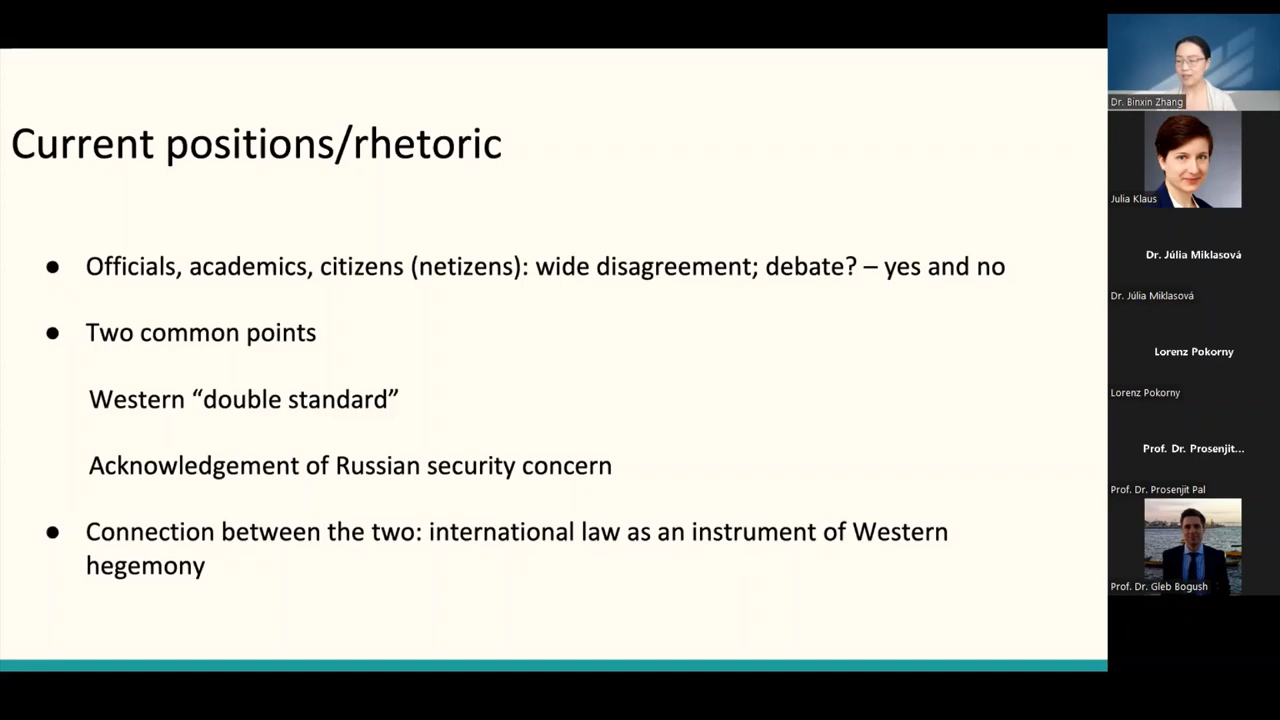 Current positions/rhetoric
● Officials, academics, citizens (netizens): wide disagreement; debate? – yes and no
● Two common points
Western “double standard”
Acknowledgement of Russian security concern
● Connection between the two: international law as an instrument of Western
hegemony
Dr. Binxin Zhang
Julia Klaus
Dr. Júlia Miklasová
Dr. Júlia Miklasová
Lorenz Pokorny
Lorenz Pokorny
Prof. Dr. Prosenjit...
Prof. Dr. Prosenjit Pal
Prof. Dr. Gleb Bogush